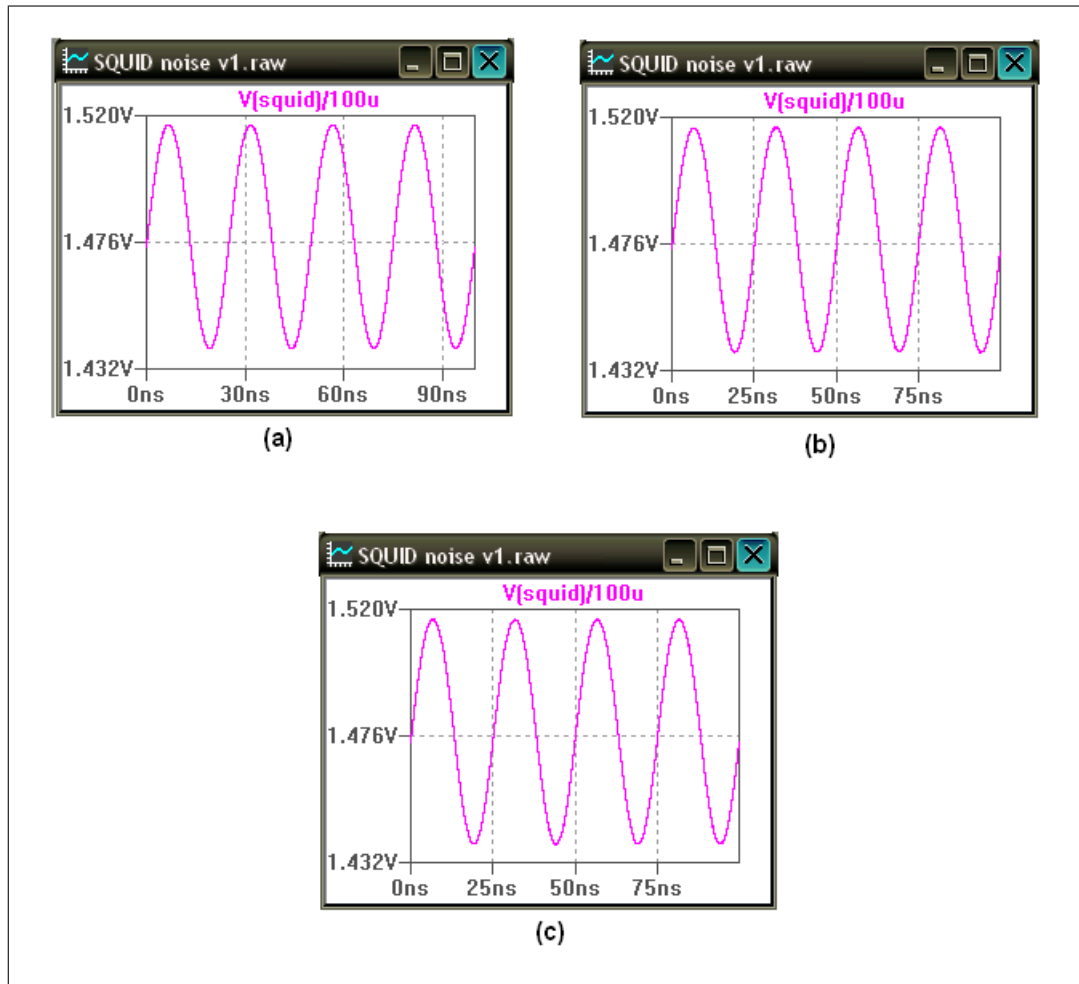 SQUID noise v1.raw
V(squid)/100u
1.520V
1.476V
1.432V
0ns 30ns 60ns 90ns
(a)
SQUID noise v1.raw
V(squid)/100u
1.520V
1.476V
1.432V
0ns 25ns 50ns 75ns
(b)
SQUID noise v1.raw
V(squid)/100u
1.520V
1.476V
1.432V
0ns 25ns 50ns 75ns
(c)